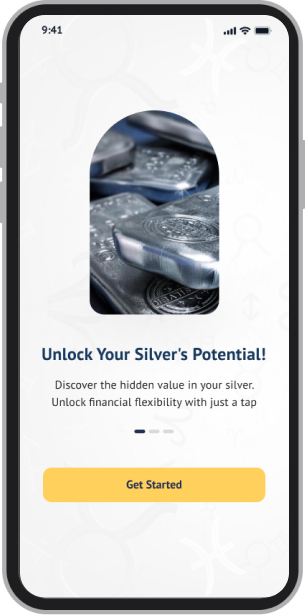 9:41
Unlock Your Silver's Potential!
Discover the hidden value in your silver.
Unlock financial flexibility with just a tap
Get Started